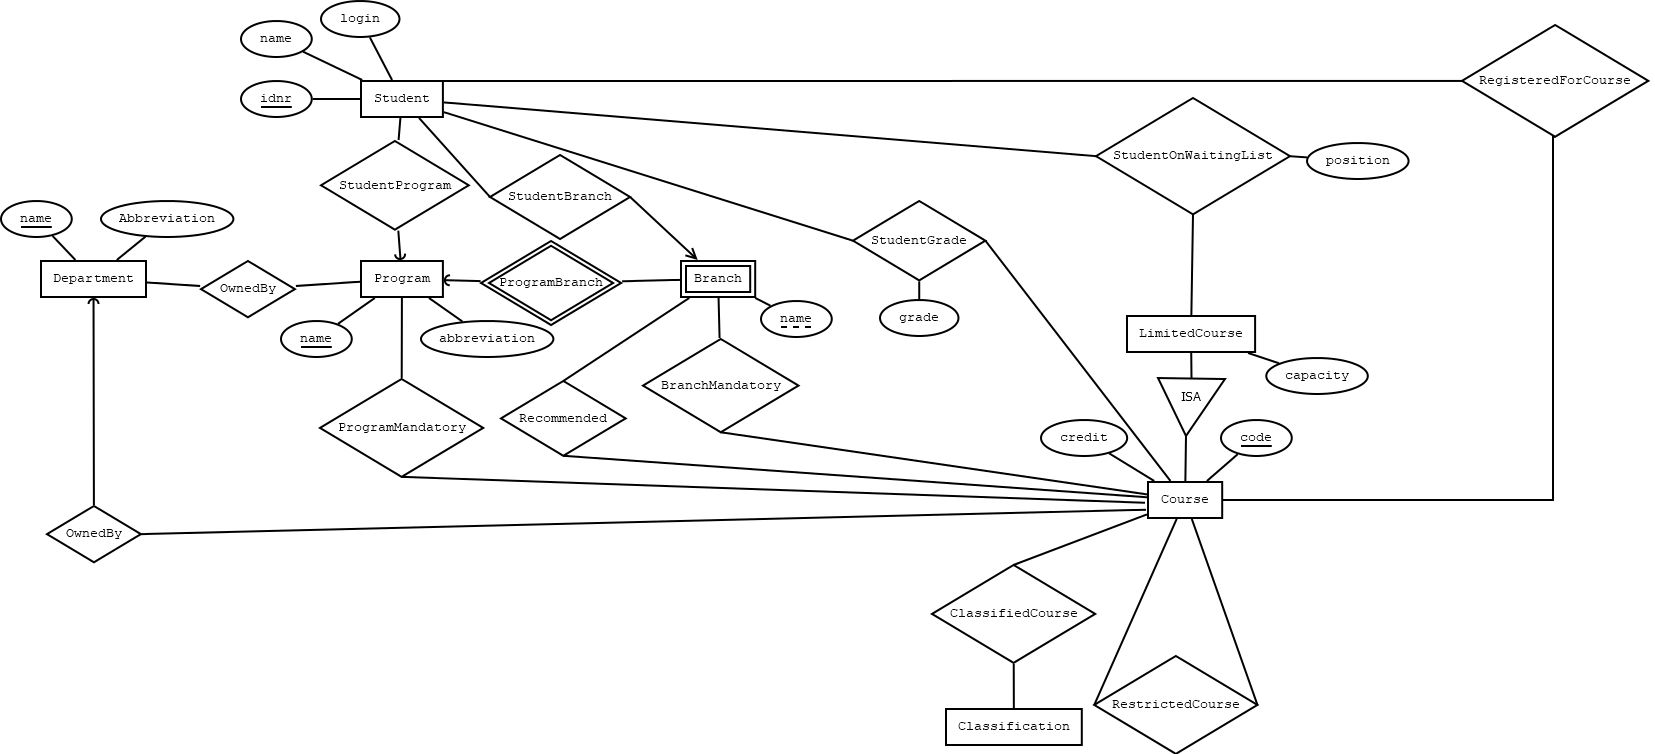 login
name
RegisteredForCourse
idnr
Student
StudentOnWaitingList
position
StudentProgram
StudentBranch
name
Abbreviation
StudentGrade
Department
OwnedBy
Program
ProgramBranch
Branch
name
abbreviation
name
grade
LimitedCourse
capacity
BranchMandatory
ISA
Recommended
ProgramMandatory
credit
code
Course
OwnedBy
ClassifiedCourse
RestrictedCourse
Classification